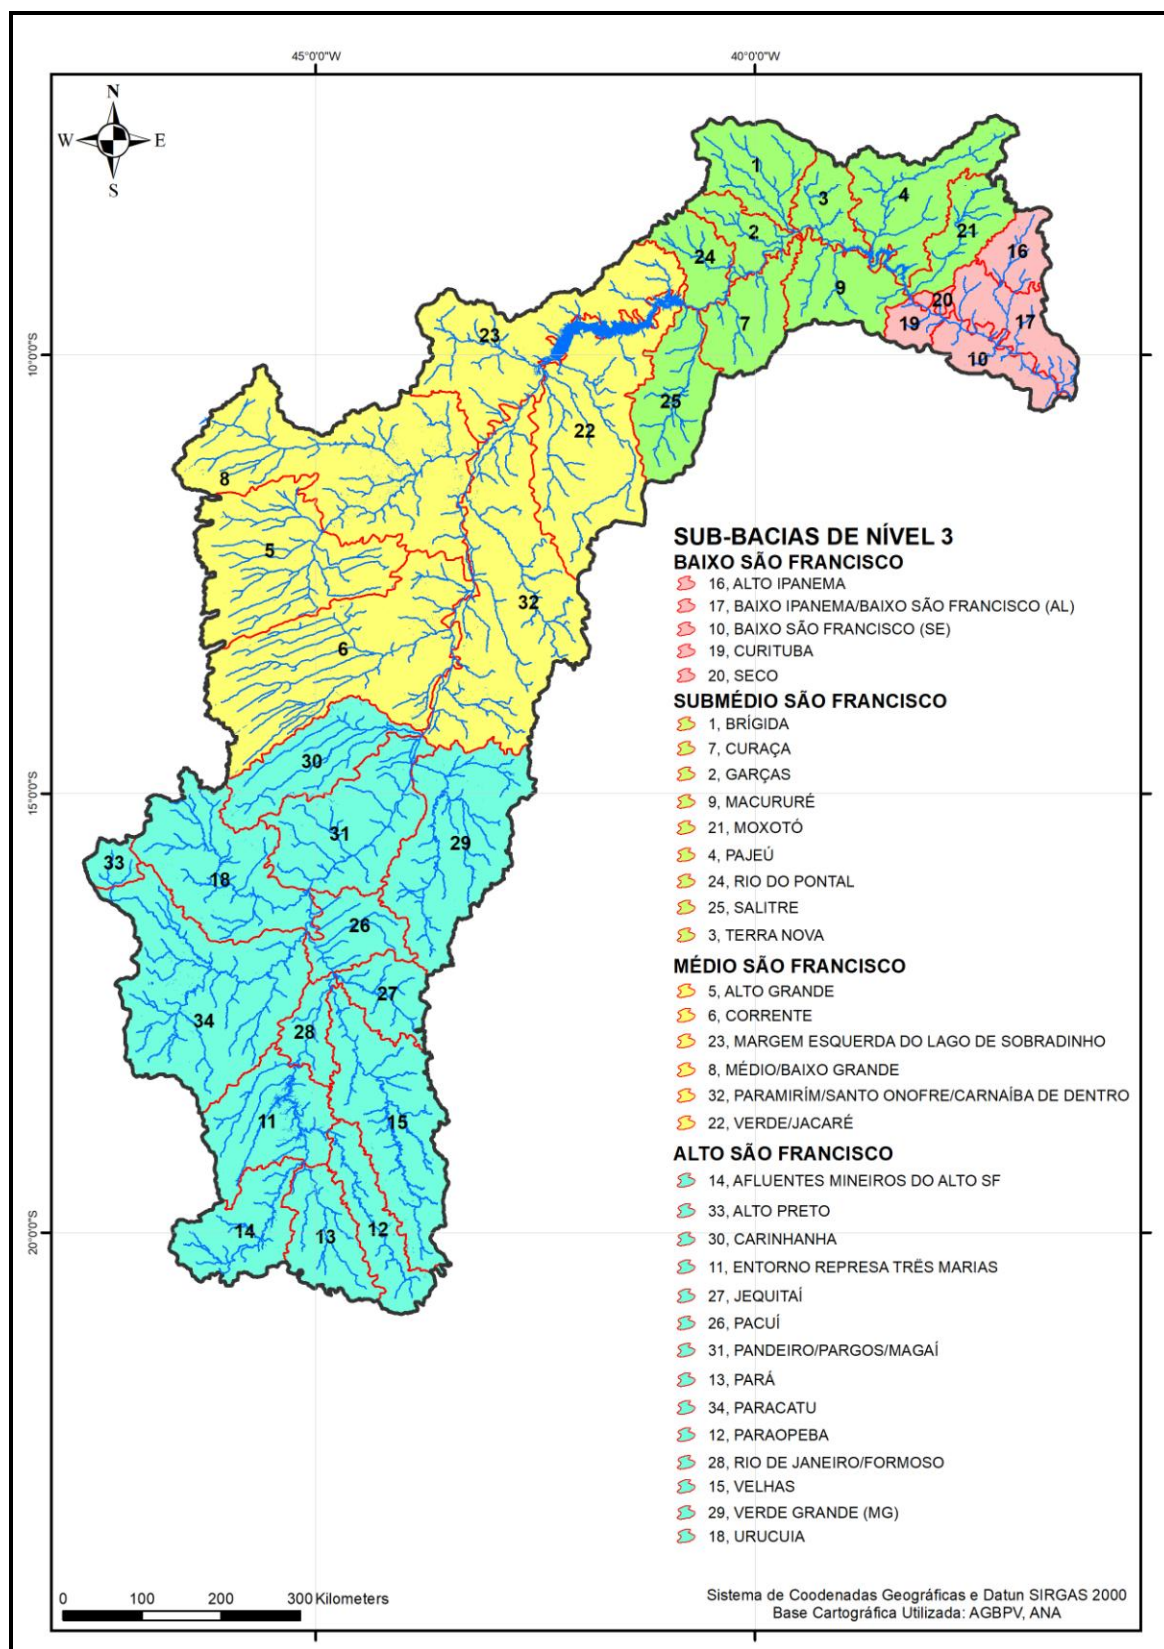 45°0'0"W
40°0'0"W
N
W
E
S
1
3
4
2
21
24
16
9
20
7
19
17
23
10
10°0'0"S
25
22
8
5
32
6
30
15°0'0"S
31
29
33
18
26
27
34
28
11
15
14
13
12
20°0'0"S
SUB-BACIAS DE NÍVEL 3
BAIXO SÃO FRANCISCO
16, ALTO IPANEMA
17, BAIXO IPANEMA/BAIXO SÃO FRANCISCO (AL)
10, BAIXO SÃO FRANCISCO (SE)
19, CURITUBA
20, SECO
SUBMÉDIO SÃO FRANCISCO
1, BRÍGIDA
7, CURAÇA
2, GARÇAS
9, MACURURÉ
21, MOXOTÓ
4, PAJEÚ
24, RIO DO PONTAL
25, SALITRE
3, TERRA NOVA
MÉDIO SÃO FRANCISCO
5, ALTO GRANDE
6, CORRENTE
23, MARGEM ESQUERDA DO LAGO DE SOBRADINHO
8, MÉDIO/BAIXO GRANDE
32, PARAMIRÍM/SANTO ONOFRE/CARNAÍBA DE DENTRO
22, VERDE/JACARÉ
ALTO SÃO FRANCISCO
14, AFLUENTES MINEIROS DO ALTO SF
33, ALTO PRETO
30, CARINHANHA
11, ENTORNO REPRESA TRÊS MARIAS
27, JEQUITAÍ
26, PACUÍ
31, PANDEIRO/PARGOS/MAGAÍ
13, PARÁ
34, PARACATU
12, PARAOPEBA
28, RIO DE JANEIRO/FORMOSO
15, VELHAS
29, VERDE GRANDE (MG)
18, URUCUIA
0 100 200 300 Kilometers
Sistema de Coodenadas Geográficas e Datun SIRGAS 2000
Base Cartográfica Utilizada: AGBPV, ANA